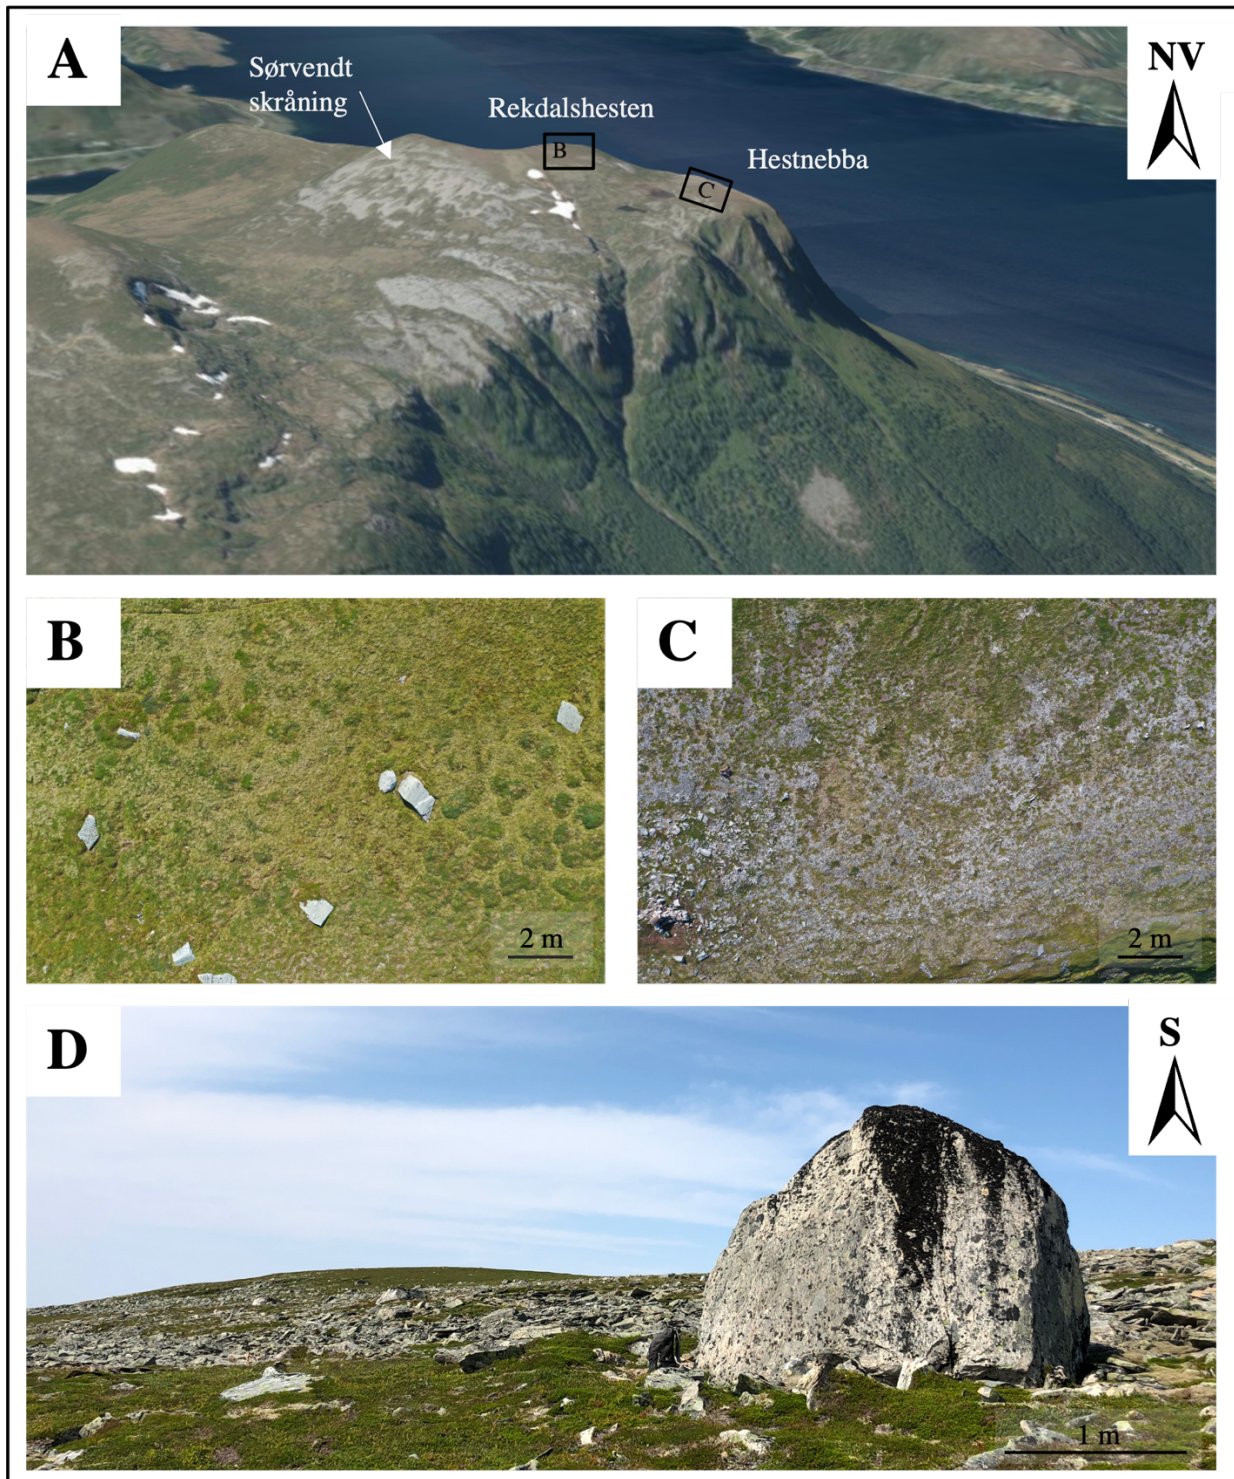 A
NV
Sørvendt
skråning
Rekdalshesten
B
Hestnebba
C
B
2 m
C
2 m
D
S
1 m